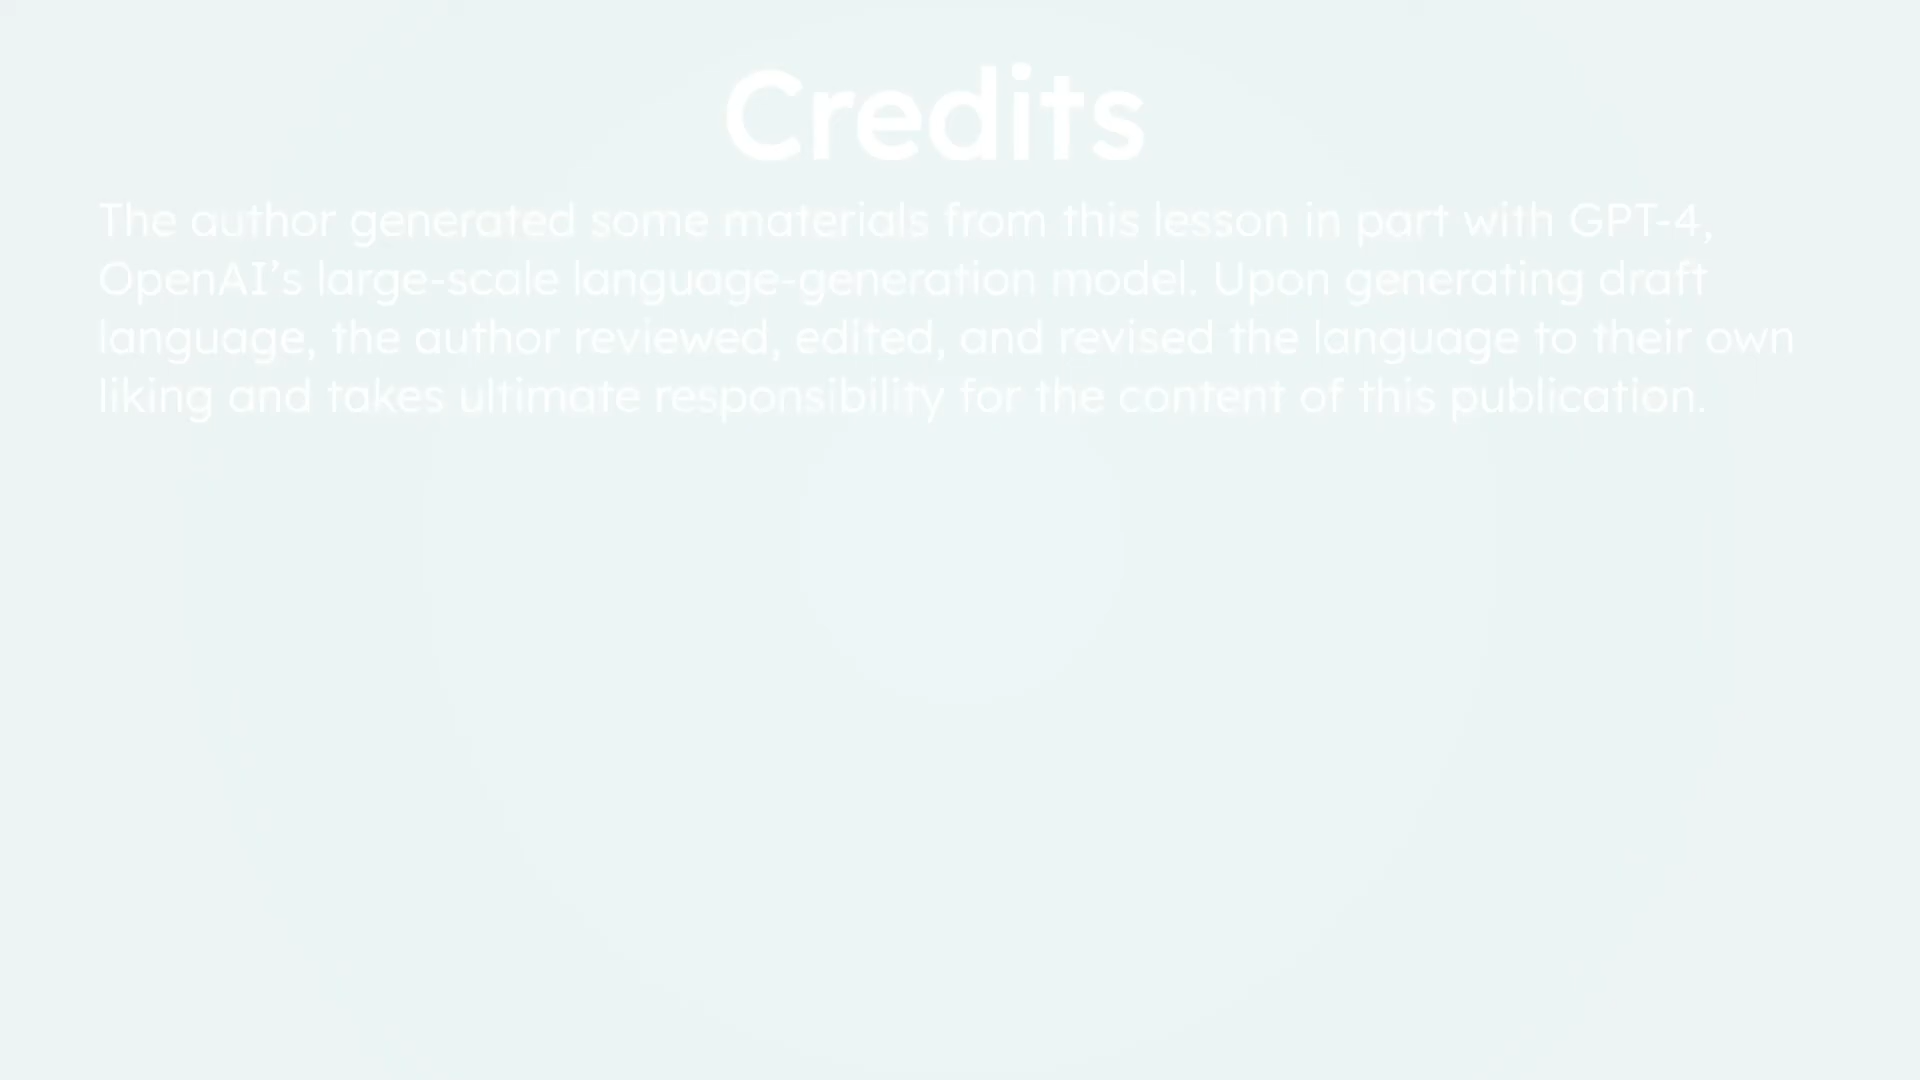 Credits
The author generated some materials from this lesson in part with GPT-4,
OpenAI’s large-scale language-generation model. Upon generating draft
language, the author reviewed, edited, and revised the language to their own
liking and takes ultimate responsibility for the content of this publication.